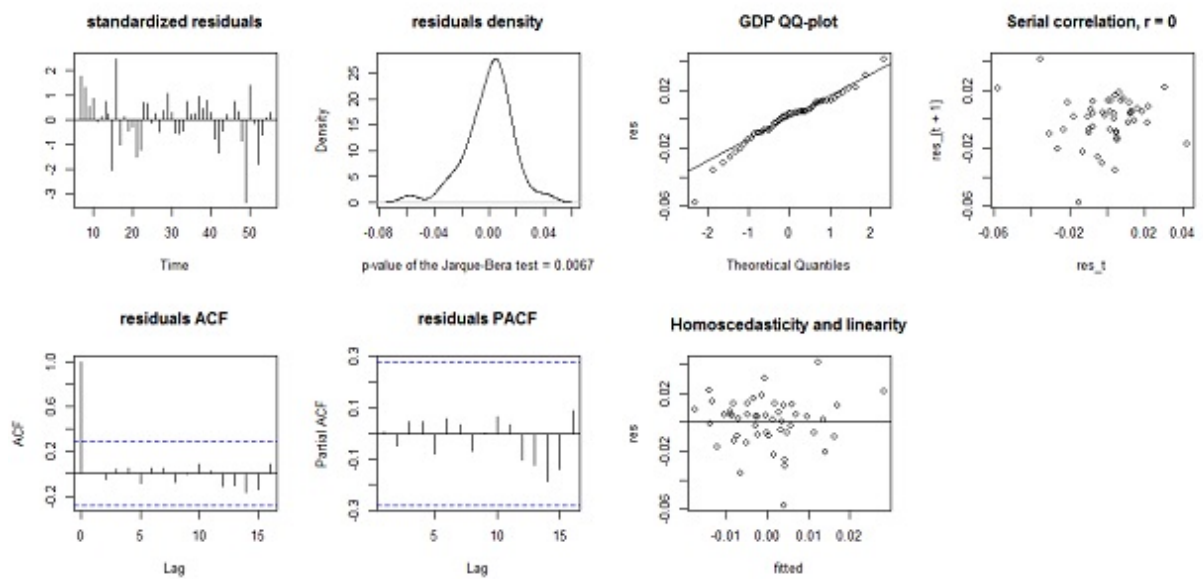 standardized residuals
2
1
0
-1
-2
-3
10 20 30 40 50
Time
residuals density
Density
25
20
15
10
5
0
-0.08 -0.04 0.00 0.04
p-value of the Jarque-Bera test = 0.0067
GDP QQ-plot
res
0.02
-0.02
-0.06
-2 -1 0 1 2
Theoretical Quantiles
Serial correlation, r = 0
res_(t + 1)
0.02
-0.02
-0.06
-0.06 -0.02 0.02 0.04
res_t
residuals ACF
ACF
1.0
0.6
0.2
-0.2
0 5 10 15
Lag
residuals PACF
Partial ACF
0.3
0.1
-0.1
-0.3
5 10 15
Lag
Homoscedasticity and linearity
res
0.02
-0.02
-0.06
-0.01 0.00 0.01 0.02
fitted